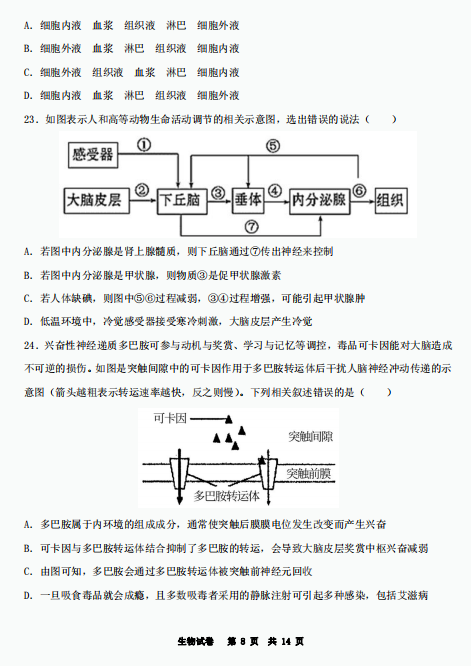 A．细胞内液　血浆　组织液　淋巴　细胞外液
B．细胞外液　血浆　淋巴　组织液　细胞内液
C．细胞外液　组织液　血浆　淋巴　细胞内液
D．细胞内液　血浆　淋巴　组织液　细胞外液
23．如图表示人和高等动物生命活动调节的相关示意图，选出错误的说法（　　）
感受器　①　⑤
大脑皮层　②　下丘脑　③　垂体　④　内分泌腺　⑥　组织
⑦
A．若图中内分泌腺是肾上腺髓质，则下丘脑通过⑦传出神经来控制
B．若图中内分泌腺是甲状腺，则物质③是促甲状腺激素
C．若人体缺碘，则图中⑤⑥过程减弱，③④过程增强，可能引起甲状腺肿
D．低温环境中，冷觉感受器接受寒冷刺激，大脑皮层产生冷觉
24．兴奋性神经递质多巴胺可参与动机与奖赏、学习与记忆等调控，毒品可卡因能对大脑造成
不可逆的损伤。如图是突触间隙中的可卡因作用于多巴胺转运体后干扰人脑神经冲动传递的示
意图（箭头越粗表示转运速率越快，反之则慢）。下列相关叙述错误的是（　　）
可卡因
突触间隙
突触前膜
多巴胺转运体
A．多巴胺属于内环境的组成成分，通常使突触后膜膜电位发生改变而产生兴奋
B．可卡因与多巴胺转运体结合抑制了多巴胺的转运，会导致大脑皮层奖赏中枢兴奋减弱
C．由图可知，多巴胺会通过多巴胺转运体被突触前神经元回收
D．一旦吸食毒品就会成瘾，且多数吸毒者采用的静脉注射可引起多种感染，包括艾滋病
生物试卷　第 8 页　共 14 页